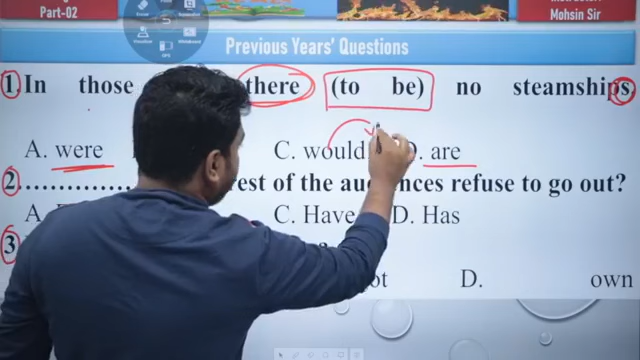 Part-02
Mohsin Sir
Previous Years' Questions
1. In those there (to be) no steamships
A. were C. would D. are
2................ rest of the audiences refuse to go out?
A. C. Have D. Has
3
D. own